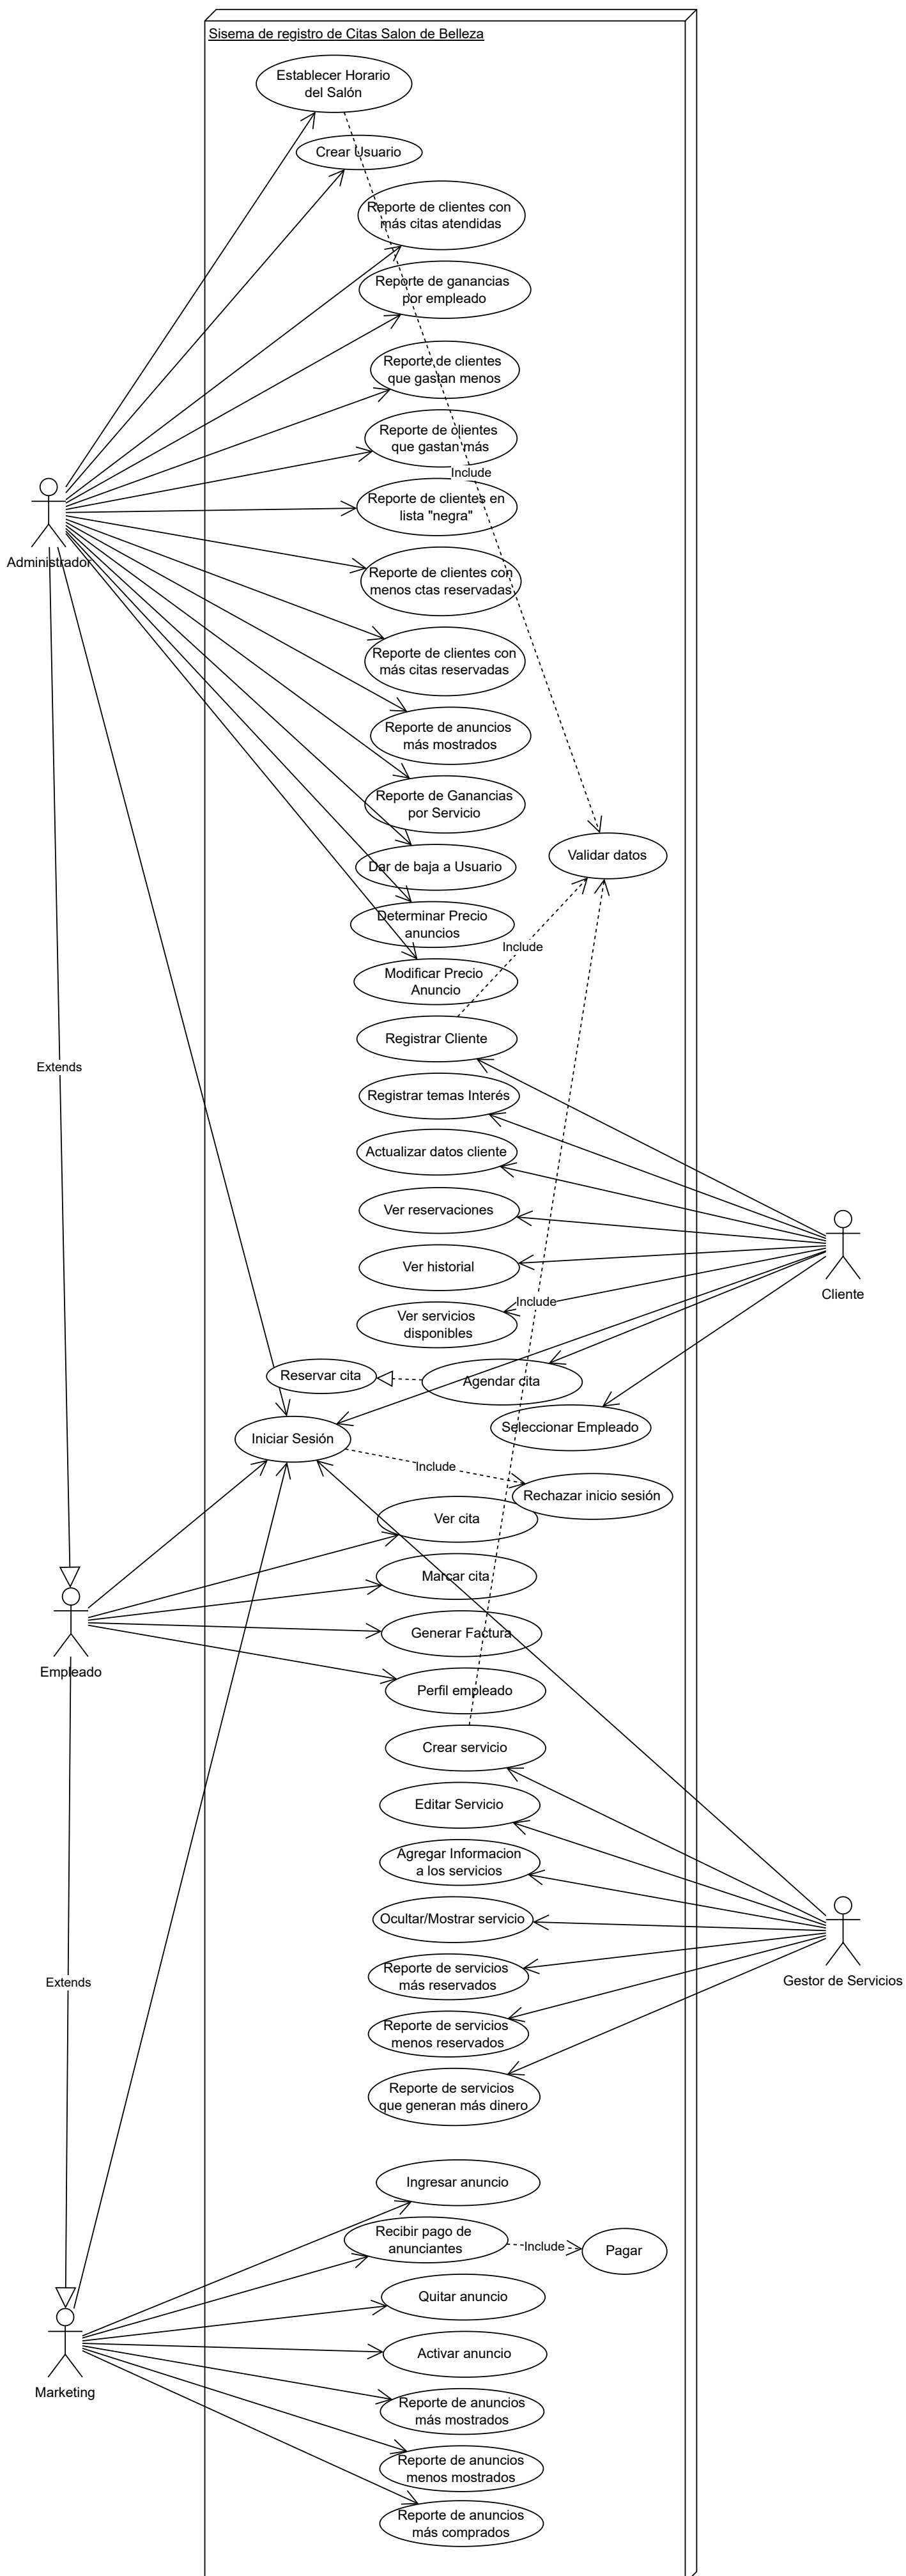 Sisema de registro de Citas Salon de Belleza
Establecer Horario
del Salón
Crear Usuario
Reporte de clientes con
más citas atendidas
Reporte de ganancias
por empleado
Reporte de clientes
que gastan menos
Reporte de clientes
que gastan más
Include
Reporte de clientes en
lista "negra"
Administrador
Reporte de clientes con
menos ctas reservadas
Reporte de clientes con
más citas reservadas
Reporte de anuncios
más mostrados
Reporte de Ganancias
por Servicio
Validar datos
Dar de baja a Usuario
Determinar Precio
anuncios
Include
Modificar Precio
Anuncio
Registrar Cliente
Extends
Registrar temas Interés
Actualizar datos cliente
Ver reservaciones
Ver historial
Cliente
Include
Ver servicios
disponibles
Reservar cita
Agendar cita
Seleccionar Empleado
Iniciar Sesión
Include
Rechazar inicio sesión
Ver cita
Marcar cita
Generar Factura
Empleado
Perfil empleado
Crear servicio
Editar Servicio
Agregar Informacion
a los servicios
Ocultar/Mostrar servicio
Reporte de servicios
más reservados
Gestor de Servicios
Extends
Reporte de servicios
menos reservados
Reporte de servicios
que generan más dinero
Ingresar anuncio
Recibir pago de
anunciantes
Include
Pagar
Quitar anuncio
Activar anuncio
Marketing
Reporte de anuncios
más mostrados
Reporte de anuncios
menos mostrados
Reporte de anuncios
más comprados